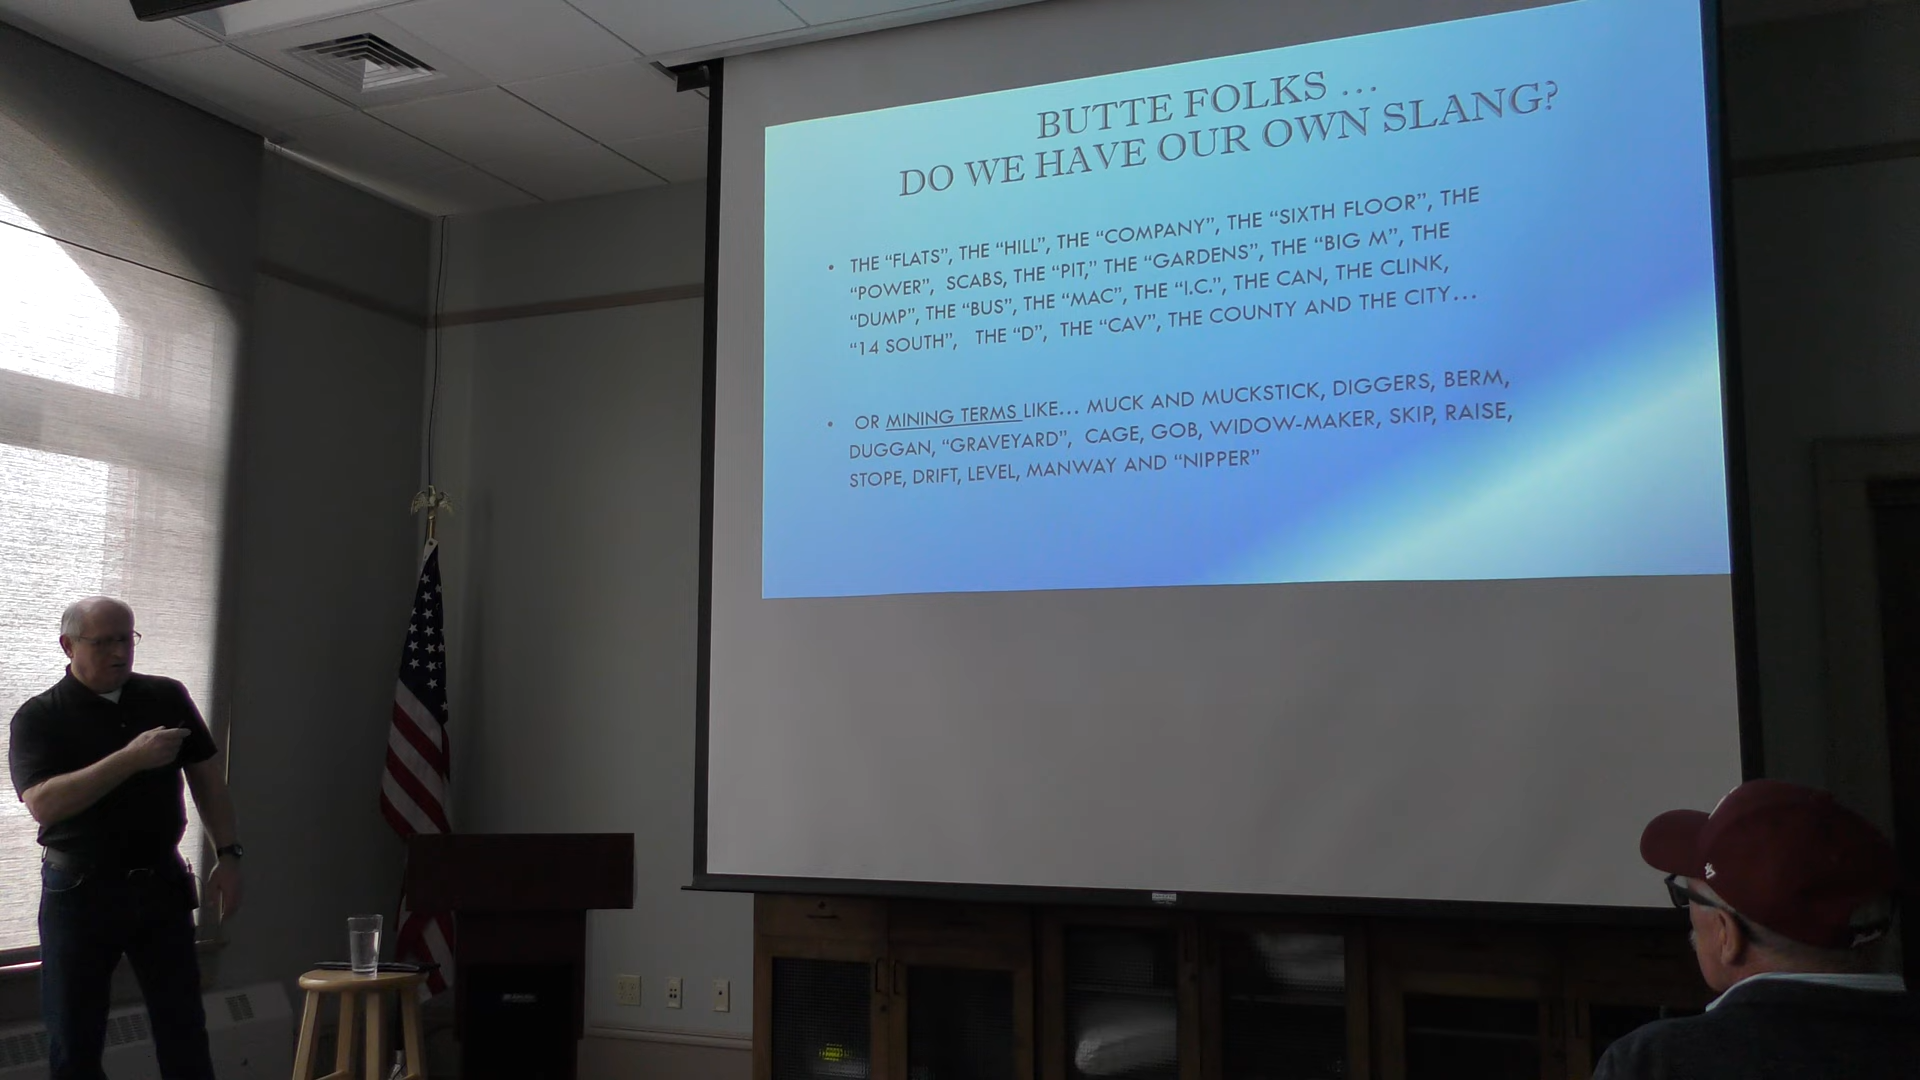 BUTTE FOLKS ...
DO WE HAVE OUR OWN SLANG?
• THE “FLATS”, THE “HILL”, THE “COMPANY”, THE “SIXTH FLOOR”, THE
“POWER”, SCABS, THE “PIT,” THE “GARDENS”, THE “BIG M”, THE
“DUMP”, THE “BUS”, THE “MAC”, THE “I.C.”, THE CAN, THE CLINK,
“14 SOUTH”, THE “D”, THE “CAV”, THE COUNTY AND THE CITY...
• OR MINING TERMS LIKE... MUCK AND MUCKSTICK, DIGGERS, BERM,
DUGGAN, “GRAVEYARD”, CAGE, GOB, WIDOW-MAKER, SKIP, RAISE,
STOPE, DRIFT, LEVEL, MANWAY AND “NIPPER”